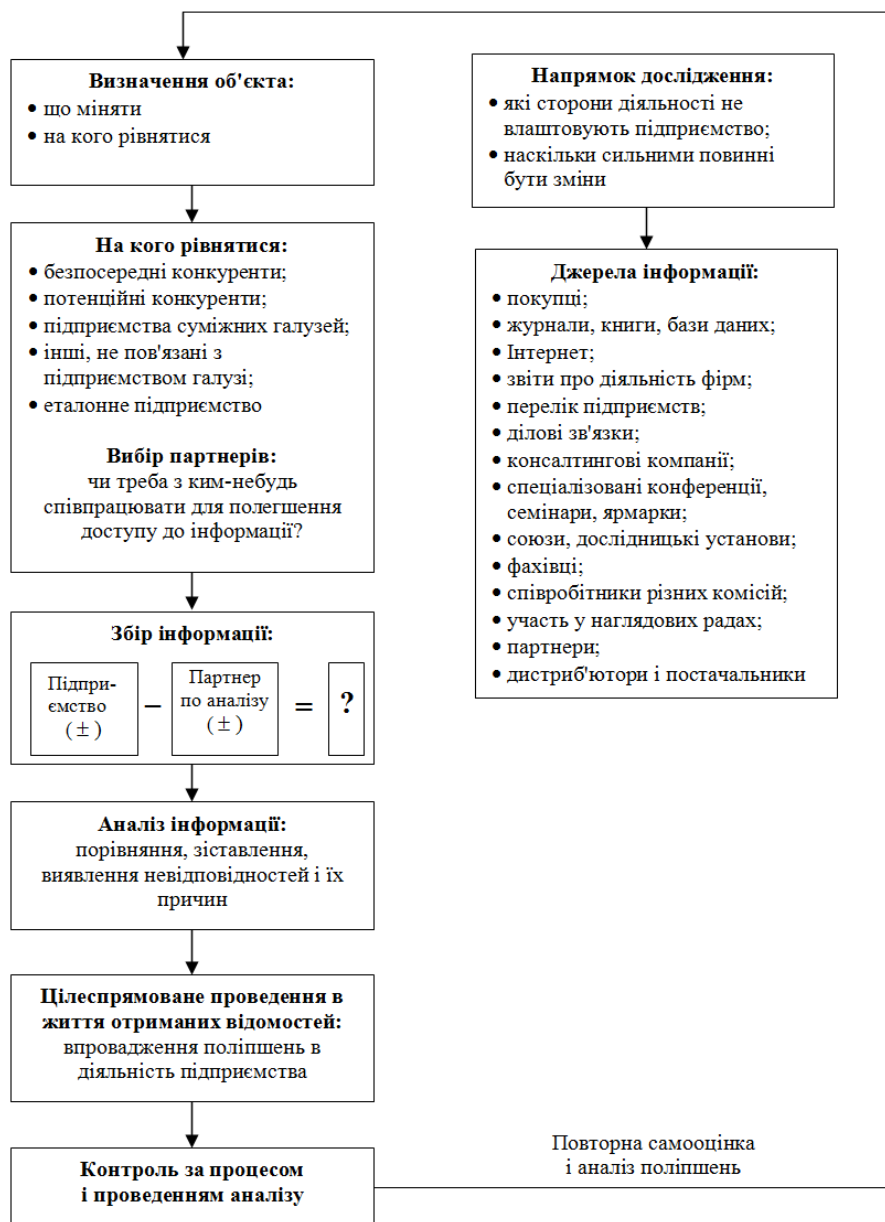 Визначення об'єкта:
• що міняти
• на кого рівнятися
На кого рівнятися:
• безпосередні конкуренти;
• потенційні конкуренти;
• підприємства суміжних галузей;
• інші, не пов'язані з
підприємством галузі;
• еталонне підприємство
Вибір партнерів:
чи треба з ким-небудь
співпрацювати для полегшення
доступу до інформації?
Збір інформації:
Підпри-
ємство
(±)
–
Партнер
по аналізу
(±)
=
?
Аналіз інформації:
порівняння, зіставлення,
виявлення невідповідностей і їх
причин
Цілеспрямоване проведення в
життя отриманих відомостей:
впровадження поліпшень в
діяльність підприємства
Контроль за процесом
і проведенням аналізу
Повторна самооцінка
і аналіз поліпшень
Напрямок дослідження:
• які сторони діяльності не
влаштовують підприємство;
• наскільки сильними повинні
бути зміни
Джерела інформації:
• покупці;
• журнали, книги, бази даних;
• Інтернет;
• звіти про діяльність фірм;
• перелік підприємств;
• ділові зв'язки;
• консалтингові компанії;
• спеціалізовані конференції,
семінари, ярмарки;
• союзи, дослідницькі установи;
• фахівці;
• співробітники різних комісій;
• участь у наглядових радах;
• партнери;
• дистриб'ютори і постачальники